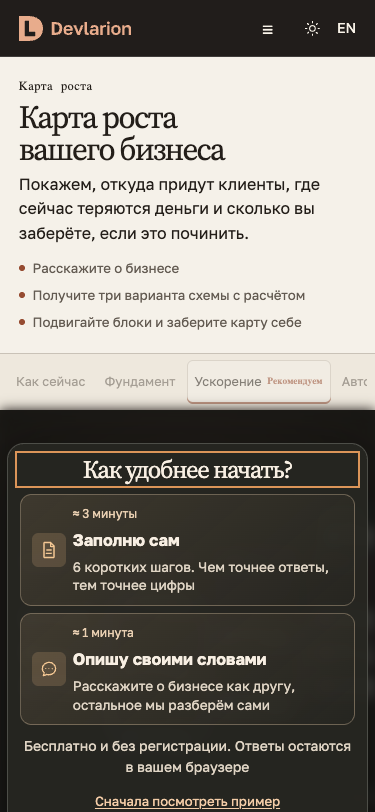 Devlarion
EN
Карта роста
Карта роста
вашего бизнеса
Покажем, откуда придут клиенты, где
сейчас теряются деньги и сколько вы
заберёте, если это починить.
Расскажите о бизнесе
Получите три варианта схемы с расчётом
Подвигайте блоки и заберите карту себе
Как сейчас Фундамент Ускорение Рекомендуем Авто
Как удобнее начать?
≈ 3 минуты
Заполню сам
6 коротких шагов. Чем точнее ответы,
тем точнее цифры
≈ 1 минута
Опишу своими словами
Расскажите о бизнесе как другу,
остальное мы разберём сами
Бесплатно и без регистрации. Ответы остаются
в вашем браузере
Сначала посмотреть пример